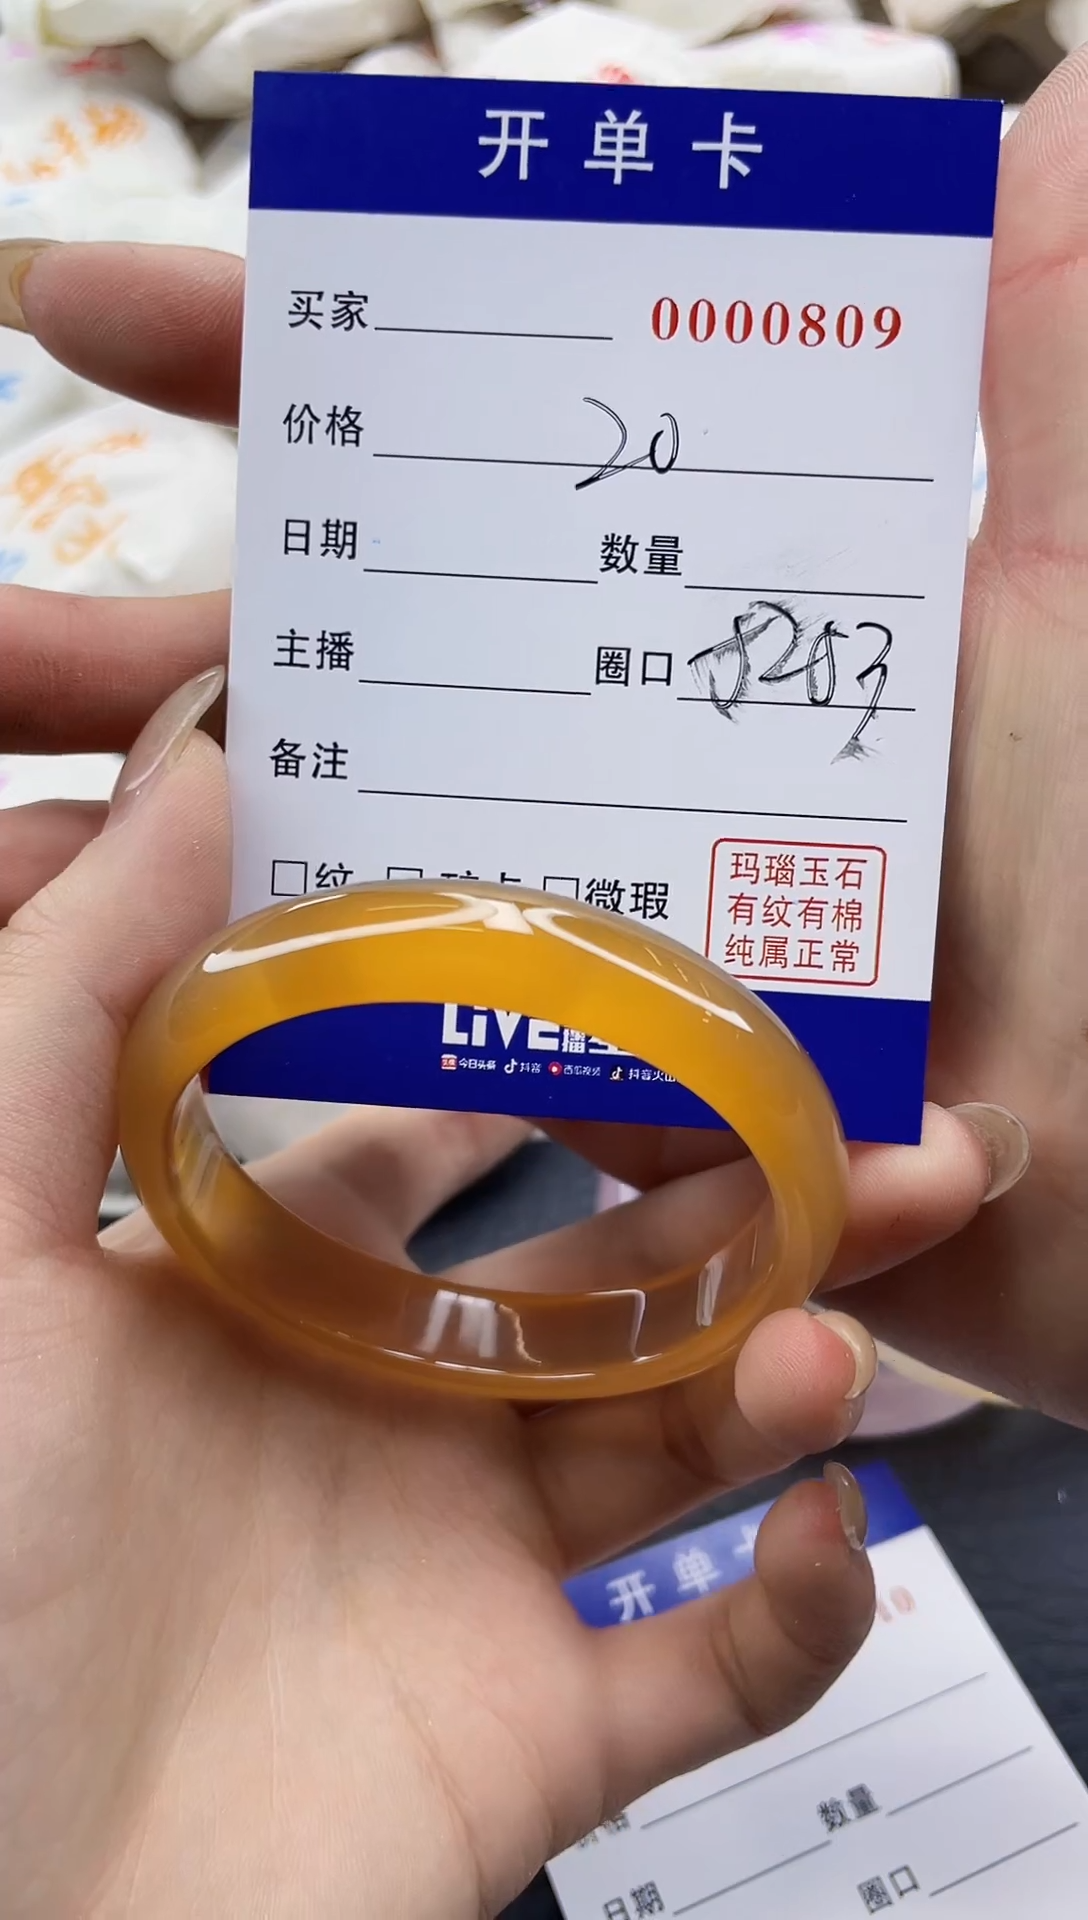 开单卡
买家 0000809
价格 20
日期 数量
主播 圈口
备注
□纹 □微瑕
玛瑙玉石
有纹有棉
纯属正常
LiVE
今日头条 抖音 西瓜视频 抖音火山
开单
数量
日期 圈口